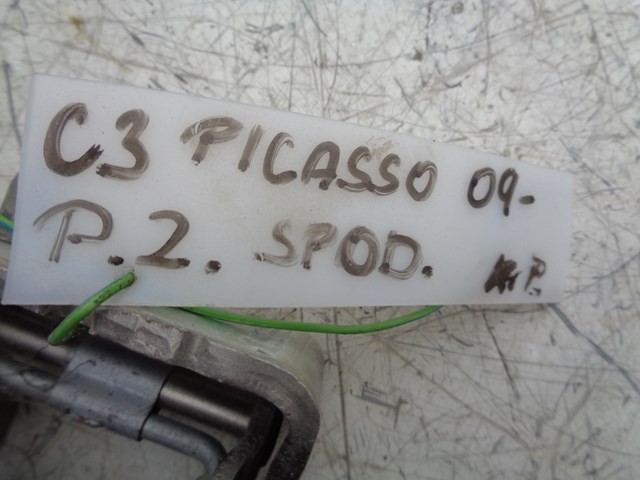 C3 PICASSO 09-
P.Z. SPOD.